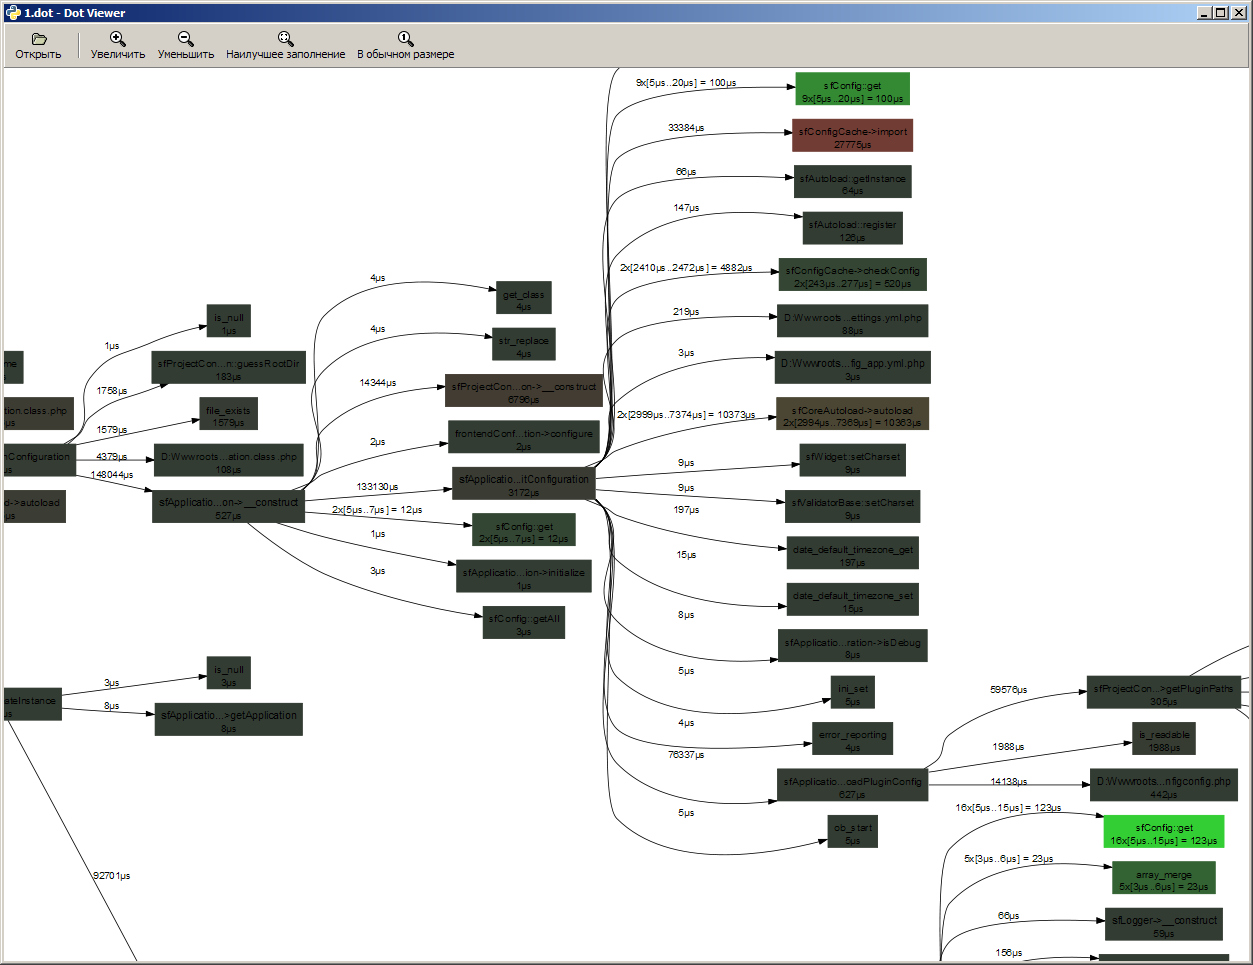 1.dot - Dot Viewer
Открыть
Увеличить
Уменьшить
Наилучшее заполнение
В обычном размере
me
tion.class.php
nConfiguration
d->autoload
ateInstance
1µs
1758µs
1579µs
4379µs
148044µs
3µs
8µs
92701µs
is_null
1µs
sfProjectCon...n::guessRootDir
183µs
file_exists
1579µs
D:Wwwroots...ation.class.php
108µs
sfApplicatio...on->__construct
527µs
is_null
3µs
sfApplicatio...>getApplication
8µs
4µs
4µs
14344µs
2µs
133130µs
2x[5µs..7µs] = 12µs
1µs
3µs
get_class
4µs
str_replace
4µs
sfProjectCon...on->__construct
6796µs
frontendConf...tion->configure
2µs
sfApplicatio...itConfiguration
3172µs
sfConfig::get
2x[5µs..7µs] = 12µs
sfApplicatio...ion->initialize
1µs
sfConfig::getAll
3µs
9x[5µs..20µs] = 100µs
33384µs
66µs
147µs
2x[2410µs..2472µs] = 4882µs
219µs
3µs
2x[2999µs..7374µs] = 10373µs
9µs
9µs
197µs
15µs
8µs
5µs
4µs
76337µs
5µs
sfConfig::get
9x[5µs..20µs] = 100µs
sfConfigCache->import
27775µs
sfAutoload::getInstance
64µs
sfAutoload::register
126µs
sfConfigCache->checkConfig
2x[243µs..277µs] = 520µs
D:Wwwroots...ettings.yml.php
88µs
D:Wwwroots...fig_app.yml.php
3µs
sfCoreAutoload->autoload
2x[2994µs..7369µs] = 10363µs
sfWidget::setCharset
9µs
sfValidatorBase::setCharset
9µs
date_default_timezone_get
197µs
date_default_timezone_set
15µs
sfApplicatio...ration->isDebug
8µs
ini_set
5µs
error_reporting
4µs
sfApplicatio...oadPluginConfig
627µs
ob_start
5µs
59576µs
1988µs
14138µs
16x[5µs..15µs] = 123µs
5x[3µs..6µs] = 23µs
66µs
156µs
sfProjectCon...>getPluginPaths
305µs
is_readable
1988µs
D:Wwwroots...nfigconfig.php
442µs
sfConfig::get
16x[5µs..15µs] = 123µs
array_merge
5x[3µs..6µs] = 23µs
sfLogger->__construct
59µs